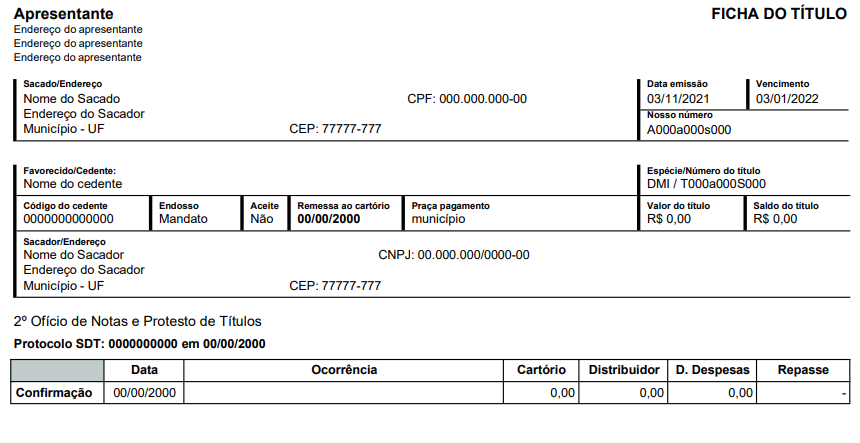 Apresentante
FICHA DO TÍTULO
Endereço do apresentante
Endereço do apresentante
Endereço do apresentante
Sacado/Endereço
Data emissão
Vencimento
Nome do Sacado
CPF: 000.000.000-00
03/11/2021
03/01/2022
Endereço do Sacador
Nosso número
Município - UF
CEP: 77777-777
A000a000s000
Favorecido/Cedente:
Espécie/Número do título
Nome do cedente
DMI / T000a000S000
Código do cedente
Endosso
Aceite
Remessa ao cartório
Praça pagamento
Valor do título
Saldo do título
0000000000000
Mandato
Não
00/00/2000
município
R$ 0,00
R$ 0,00
Sacador/Endereço
Nome do Sacador
CNPJ: 00.000.000/0000-00
Endereço do Sacador
Município - UF
CEP: 77777-777
2º Ofício de Notas e Protesto de Títulos
Protocolo SDT: 0000000000 em 00/00/2000
Data
Ocorrência
Cartório
Distribuidor
D. Despesas
Repasse
Confirmação
00/00/2000
0,00
0,00
0,00
-